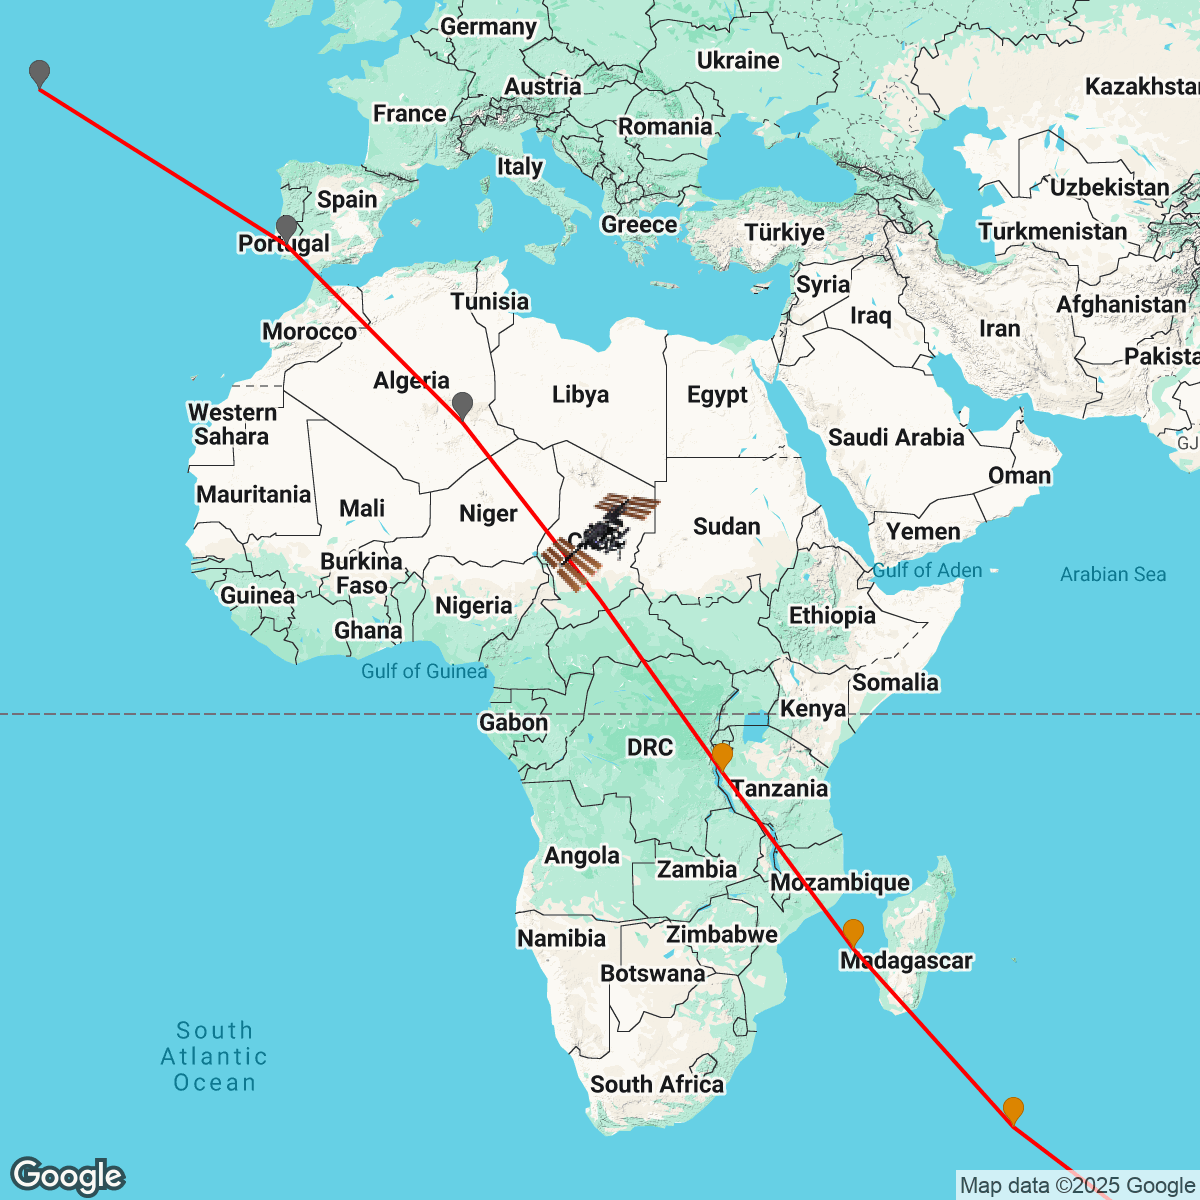 Germany
Ukraine
Kazakhstan
Austria
France
Romania
Italy
Uzbekistan
Spain
Greece
Türkiye
Turkmenistan
Portugal
Syria
Tunisia
Iraq
Afghanistan
Morocco
Iran
Pakista
Algeria
Libya
Egypt
Western
Sahara
Saudi Arabia
GJ
Oman
Mauritania
Mali
Niger
Sudan
Yemen
Burkina
Faso
Gulf of Aden
Arabian Sea
Guinea
Nigeria
Ethiopia
Ghana
Gulf of Guinea
Somalia
Kenya
Gabon
DRC
Tanzania
Angola
Zambia
Mozambique
Namibia
Zimbabwe
Madagascar
Botswana
South
Atlantic
Ocean
South Africa
Google
Map data ©2025 Google